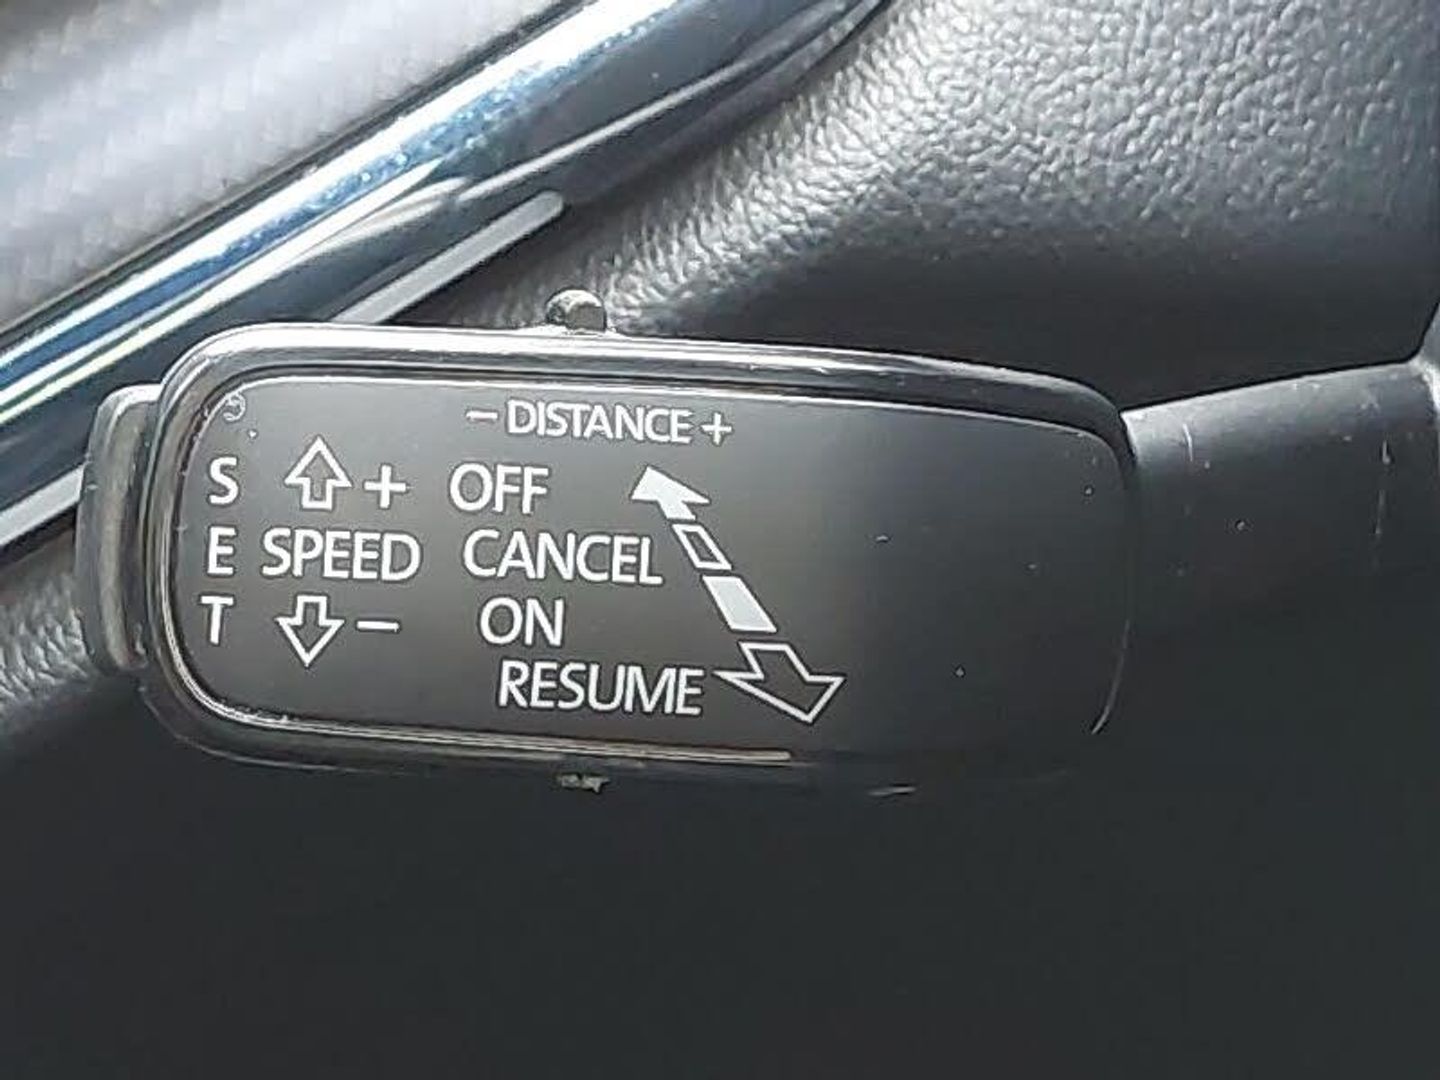 - DISTANCE +
S + OFF
E SPEED CANCEL
T - ON
RESUME